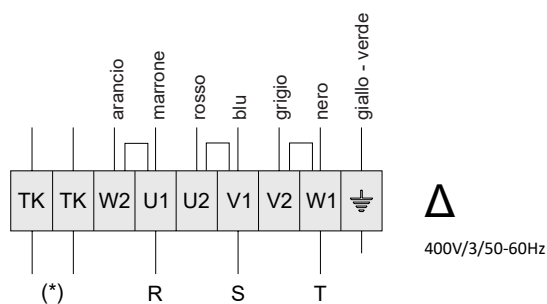 arancio marrone rosso blu grigio nero giallo - verde
TK TK W2 U1 U2 V1 V2 W1
Δ
400V/3/50-60Hz
(*) R S T